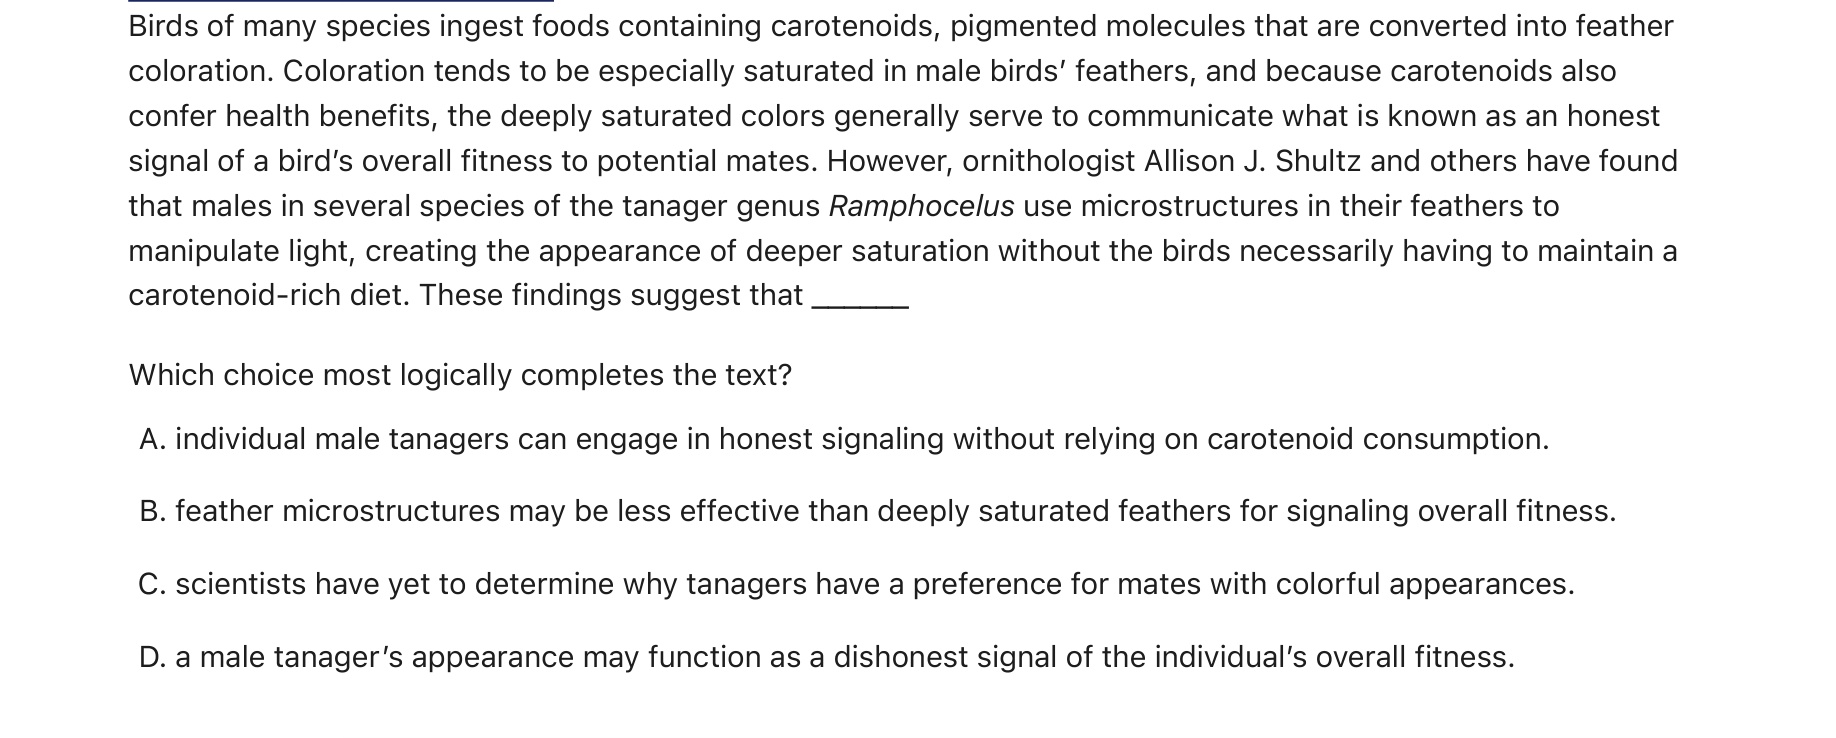 Birds of many species ingest foods containing carotenoids, pigmented molecules that are converted into feather
coloration. Coloration tends to be especially saturated in male birds’ feathers, and because carotenoids also
confer health benefits, the deeply saturated colors generally serve to communicate what is known as an honest
signal of a bird’s overall fitness to potential mates. However, ornithologist Allison J. Shultz and others have found
that males in several species of the tanager genus Ramphocelus use microstructures in their feathers to
manipulate light, creating the appearance of deeper saturation without the birds necessarily having to maintain a
carotenoid-rich diet. These findings suggest that ______
Which choice most logically completes the text?
A. individual male tanagers can engage in honest signaling without relying on carotenoid consumption.
B. feather microstructures may be less effective than deeply saturated feathers for signaling overall fitness.
C. scientists have yet to determine why tanagers have a preference for mates with colorful appearances.
D. a male tanager’s appearance may function as a dishonest signal of the individual’s overall fitness.